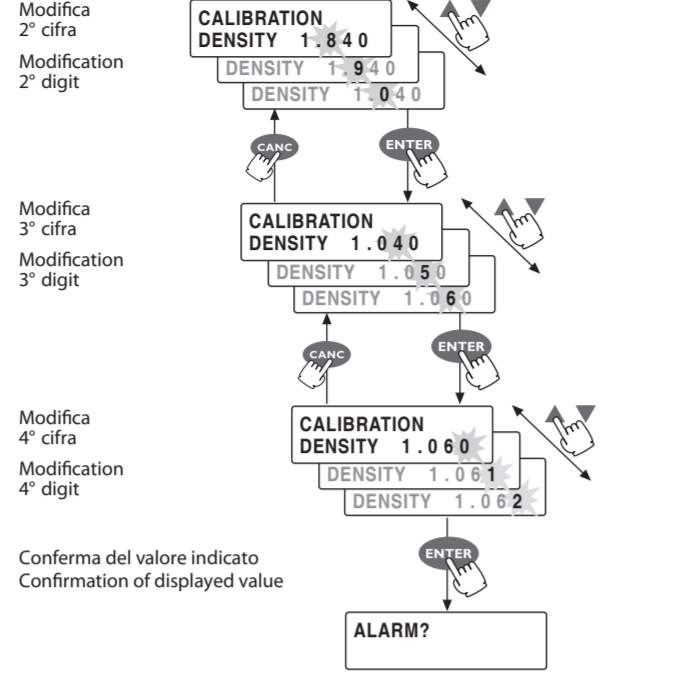 Modifica
2° cifra
Modification
2° digit
CALIBRATION
DENSITY 1.840
DENSITY 1.940
DENSITY 1.040
CANC
ENTER
Modifica
3° cifra
Modification
3° digit
CALIBRATION
DENSITY 1.040
DENSITY 1.050
DENSITY 1.060
CANC
ENTER
Modifica
4° cifra
Modification
4° digit
CALIBRATION
DENSITY 1.060
DENSITY 1.061
DENSITY 1.062
Conferma del valore indicato
Confirmation of displayed value
ENTER
ALARM?